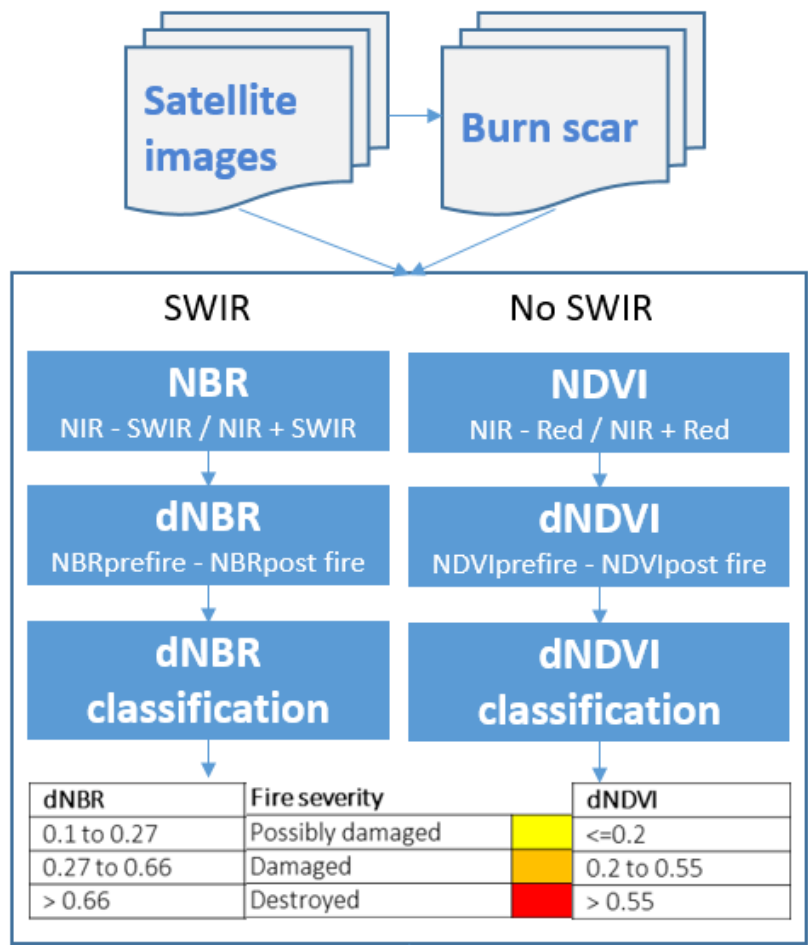 Satellite
images
Burn scar
SWIR
No SWIR
NBR
NIR - SWIR / NIR + SWIR
NDVI
NIR - Red / NIR + Red
dNBR
NBRprefire - NBRpost fire
dNDVI
NDVIprefire - NDVIpost fire
dNBR
classification
dNDVI
classification
dNBR Fire severity dNDVI
0.1 to 0.27 Possibly damaged <=0.2
0.27 to 0.66 Damaged 0.2 to 0.55
> 0.66 Destroyed > 0.55